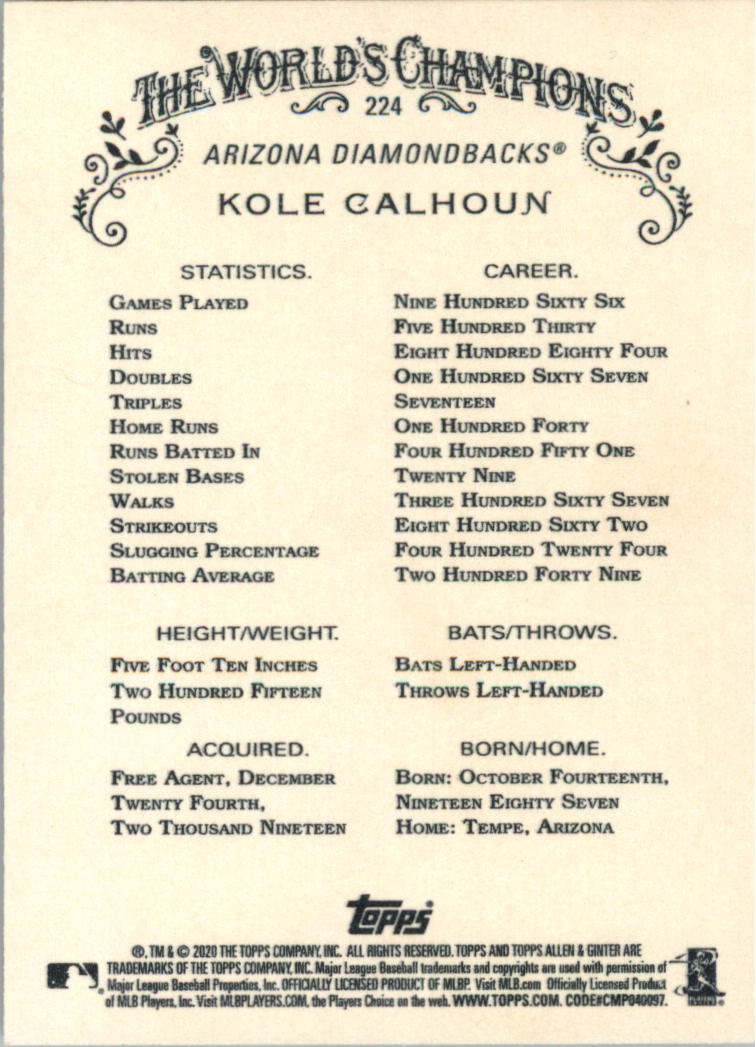 THE WORLD'S CHAMPIONS
224
ARIZONA DIAMONDBACKS®
KOLE CALHOUN
STATISTICS.
GAMES PLAYED
RUNS
HITS
DOUBLES
TRIPLES
HOME RUNS
RUNS BATTED IN
STOLEN BASES
WALKS
STRIKEOUTS
SLUGGING PERCENTAGE
BATTING AVERAGE
CAREER.
NINE HUNDRED SIXTY SIX
FIVE HUNDRED THIRTY
EIGHT HUNDRED EIGHTY FOUR
ONE HUNDRED SIXTY SEVEN
SEVENTEEN
ONE HUNDRED FORTY
FOUR HUNDRED FIFTY ONE
TWENTY NINE
THREE HUNDRED SIXTY SEVEN
EIGHT HUNDRED SIXTY TWO
FOUR HUNDRED TWENTY FOUR
TWO HUNDRED FORTY NINE
HEIGHT/WEIGHT.
FIVE FOOT TEN INCHES
TWO HUNDRED FIFTEEN
POUNDS
BATS/THROWS.
BATS LEFT-HANDED
THROWS LEFT-HANDED
ACQUIRED.
FREE AGENT, DECEMBER
TWENTY FOURTH,
TWO THOUSAND NINETEEN
BORN/HOME.
BORN: OCTOBER FOURTEENTH,
NINETEEN EIGHTY SEVEN
HOME: TEMPE, ARIZONA
Topps®
®, TM & © 2020 THE TOPPS COMPANY, INC. ALL RIGHTS RESERVED. TOPPS AND TOPPS ALLEN & GINTER ARE
TRADEMARKS OF THE TOPPS COMPANY, INC. Major League Baseball trademarks and copyrights are used with permission of
Major League Baseball Properties, Inc. OFFICIALLY LICENSED PRODUCT OF MLBP. Visit MLB.com Officially Licensed Product
of MLB Players, Inc. Visit MLBPLAYERS.COM, the Players Choice on the web. WWW.TOPPS.COM. CODE#CMP040097.